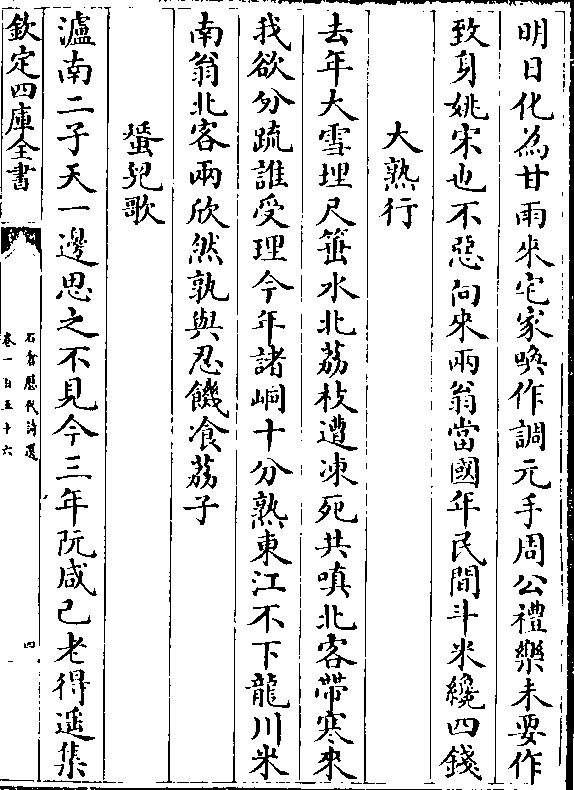 明日化為甘雨來宅家喚作調元手周公禮樂未要作
致身姚宋也不惡向來兩翁當國年民間斗米纔四錢
大熟行
去年大雪埋尺箠水北荔枝遭凍死共嗔北客帶寒來
我欲分疏誰受理今年諸峒十分熟東江不下龍川米
南翁北客兩欣然孰與忍饑飡荔子
蜑兒歌
瀘南二子天一邊思之不見今三年阮咸已老得遥集
欽定四庫全書
石倉歷代詩選
卷一百五十六
四